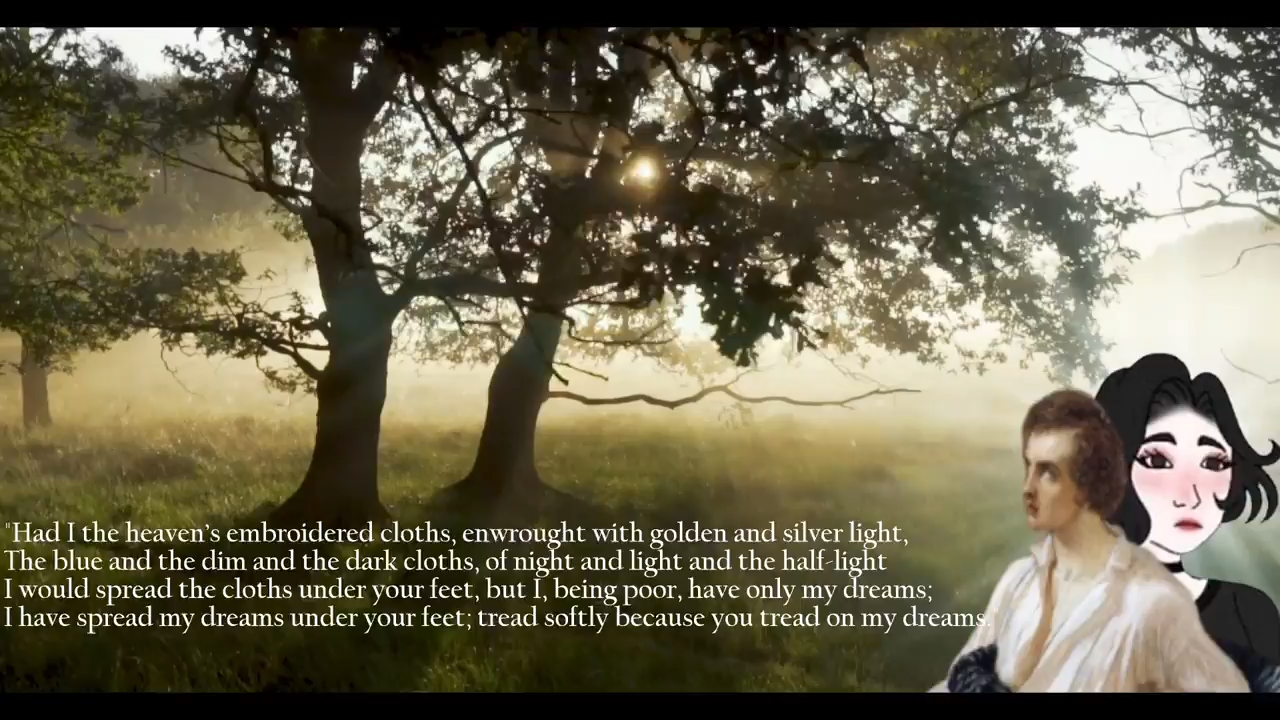 "Had I the heaven's embroidered cloths, enwrought with golden and silver light,
The blue and the dim and the dark cloths, of night and light and the half-light
I would spread the cloths under your feet, but I, being poor, have only my dreams;
I have spread my dreams under your feet; tread softly because you tread on my dreams."